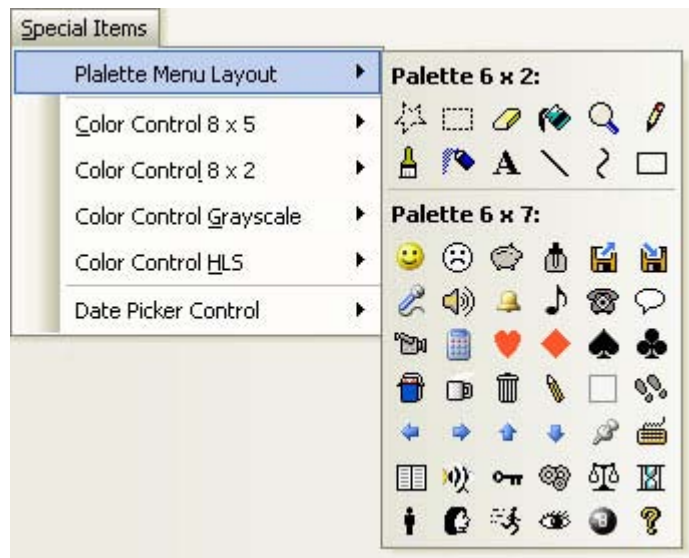 Special Items
Plalette Menu Layout
Color Control 8 x 5
Color Control 8 x 2
Color Control Grayscale
Color Control HLS
Date Picker Control
Palette 6 x 2:
A
Palette 6 x 7: